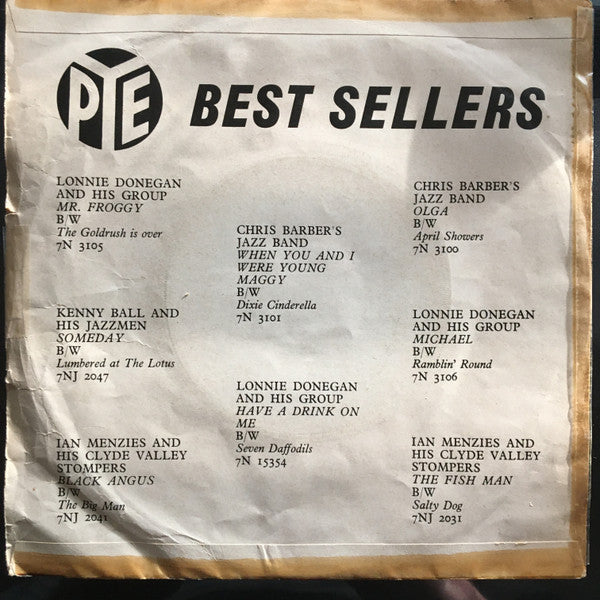 PYE BEST SELLERS
LONNIE DONEGAN
AND HIS GROUP
MR. FROGGY
B/W
The Goldrush is over
7N 3105
KENNY BALL AND
HIS JAZZMEN
SOMEDAY
B/W
Lumbered at The Lotus
7NJ 2047
IAN MENZIES AND
HIS CLYDE VALLEY
STOMPERS
BLACK ANGUS
B/W
The Big Man
7NJ 2041
CHRIS BARBER'S
JAZZ BAND
WHEN YOU AND I
WERE YOUNG
MAGGY
B/W
Dixie Cinderella
7N 3101
LONNIE DONEGAN
AND HIS GROUP
HAVE A DRINK ON
ME
B/W
Seven Daffodils
7N 15354
CHRIS BARBER'S
JAZZ BAND
OLGA
B/W
April Showers
7N 3100
LONNIE DONEGAN
AND HIS GROUP
MICHAEL
B/W
Ramblin' Round
7N 3106
IAN MENZIES AND
HIS CLYDE VALLEY
STOMPERS
THE FISH MAN
B/W
Salty Dog
7NJ 2031